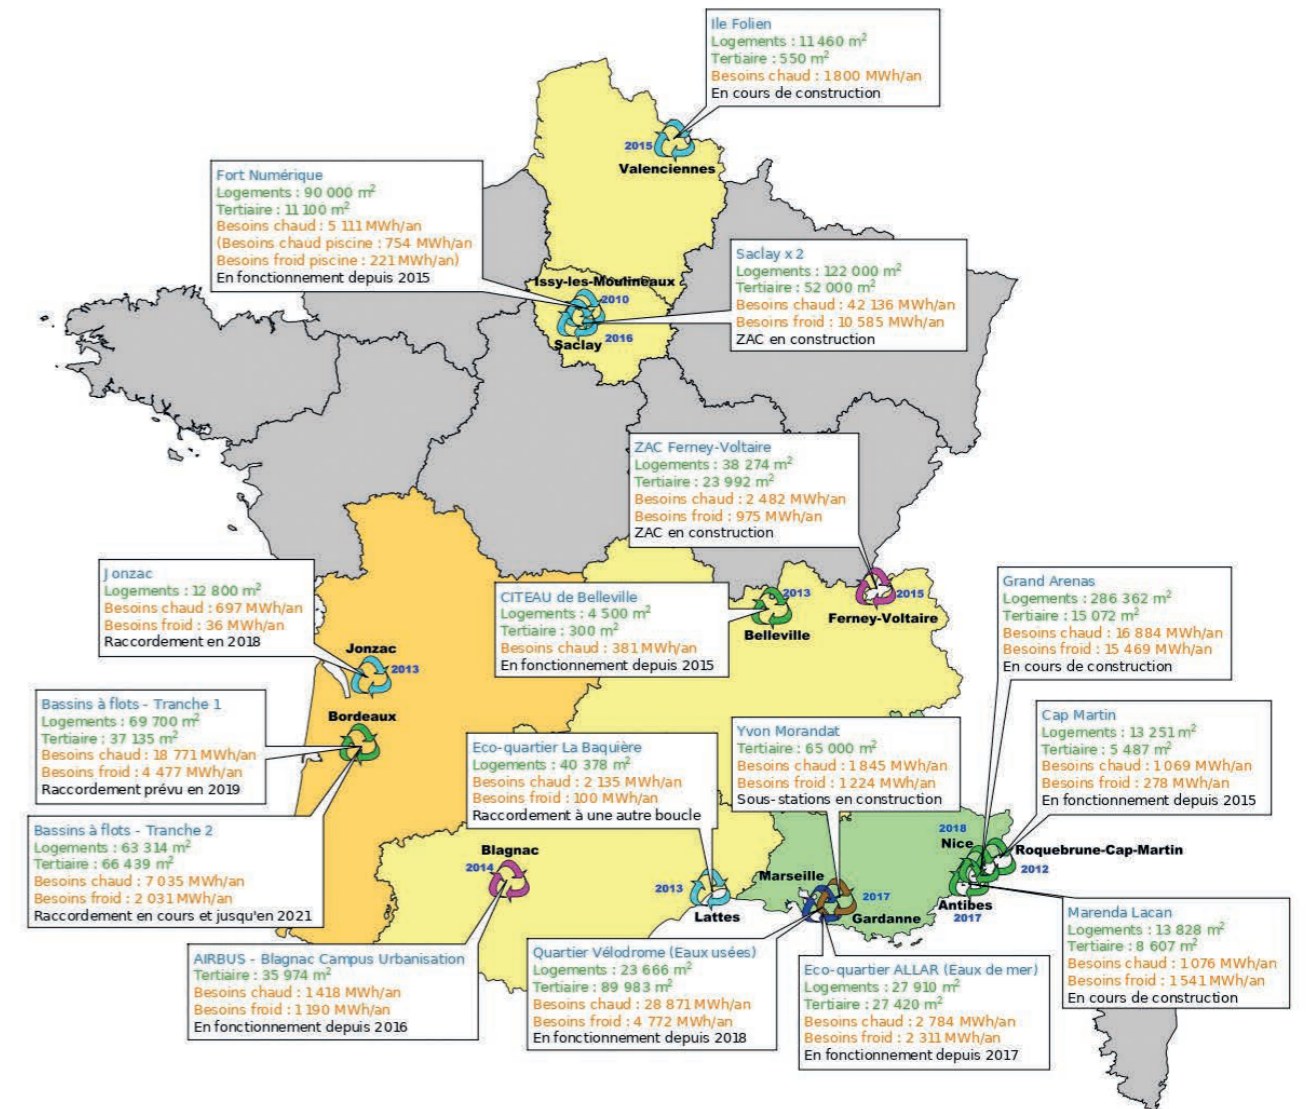 Ile Folien
Logements : 11 460 m²
Tertiaire : 550 m²
Besoins chaud : 1 800 MWh/an
En cours de construction
2015
Valenciennes
Fort Numérique
Logements : 90 000 m²
Tertiaire : 11 100 m²
Besoins chaud : 5 111 MWh/an
(Besoins chaud piscine : 754 MWh/an
Besoins froid piscine : 221 MWh/an)
En fonctionnement depuis 2015
Saclay x 2
Logements : 122 000 m²
Tertiaire : 52 000 m²
Besoins chaud : 42 136 MWh/an
Besoins froid : 10 585 MWh/an
ZAC en construction
Issy-les-Moulineaux
2010
2016
Saclay
ZAC Ferney-Voltaire
Logements : 38 274 m²
Tertiaire : 23 992 m²
Besoins chaud : 2 482 MWh/an
Besoins froid : 975 MWh/an
ZAC en construction
Jonzac
Logements : 12 800 m²
Besoins chaud : 697 MWh/an
Besoins froid : 36 MWh/an
Raccordement en 2018
CITEAU de Belleville
Logements : 4 500 m²
Tertiaire : 300 m²
Besoins chaud : 381 MWh/an
En fonctionnement depuis 2015
2013
Belleville
2015
Ferney-Voltaire
Grand Arenas
Logements : 286 362 m²
Tertiaire : 15 072 m²
Besoins chaud : 16 884 MWh/an
Besoins froid : 15 469 MWh/an
En cours de construction
Jonzac
2013
Bassins à flots - Tranche 1
Logements : 69 700 m²
Tertiaire : 37 135 m²
Besoins chaud : 18 771 MWh/an
Besoins froid : 4 477 MWh/an
Raccordement prévu en 2019
Bordeaux
Eco-quartier La Baquière
Logements : 40 378 m²
Besoins chaud : 2 135 MWh/an
Besoins froid : 100 MWh/an
Raccordement à une autre boucle
Yvon Morandat
Tertiaire : 65 000 m²
Besoins chaud : 1 845 MWh/an
Besoins froid : 1 224 MWh/an
Sous-stations en construction
Cap Martin
Logements : 13 251 m²
Tertiaire : 5 487 m²
Besoins chaud : 1 069 MWh/an
Besoins froid : 278 MWh/an
En fonctionnement depuis 2015
Bassins à flots - Tranche 2
Logements : 63 314 m²
Tertiaire : 66 439 m²
Besoins chaud : 7 035 MWh/an
Besoins froid : 2 031 MWh/an
Raccordement en cours et jusqu'en 2021
Blagnac
2014
2013
Lattes
Marseille
2017
Gardanne
2018
Nice
Roquebrune-Cap-Martin
2012
Antibes
2017
AIRBUS - Blagnac Campus Urbanisation
Tertiaire : 35 974 m²
Besoins chaud : 1 418 MWh/an
Besoins froid : 1 190 MWh/an
En fonctionnement depuis 2016
Quartier Vélodrome (Eaux usées)
Logements : 23 666 m²
Tertiaire : 89 983 m²
Besoins chaud : 28 871 MWh/an
Besoins froid : 4 772 MWh/an
En fonctionnement depuis 2018
Eco-quartier ALLAR (Eaux de mer)
Logements : 27 910 m²
Tertiaire : 27 420 m²
Besoins chaud : 2 784 MWh/an
Besoins froid : 2 311 MWh/an
En fonctionnement depuis 2017
Marenda Lacan
Logements : 13 828 m²
Tertiaire : 8 607 m²
Besoins chaud : 1 076 MWh/an
Besoins froid : 1 541 MWh/an
En cours de construction